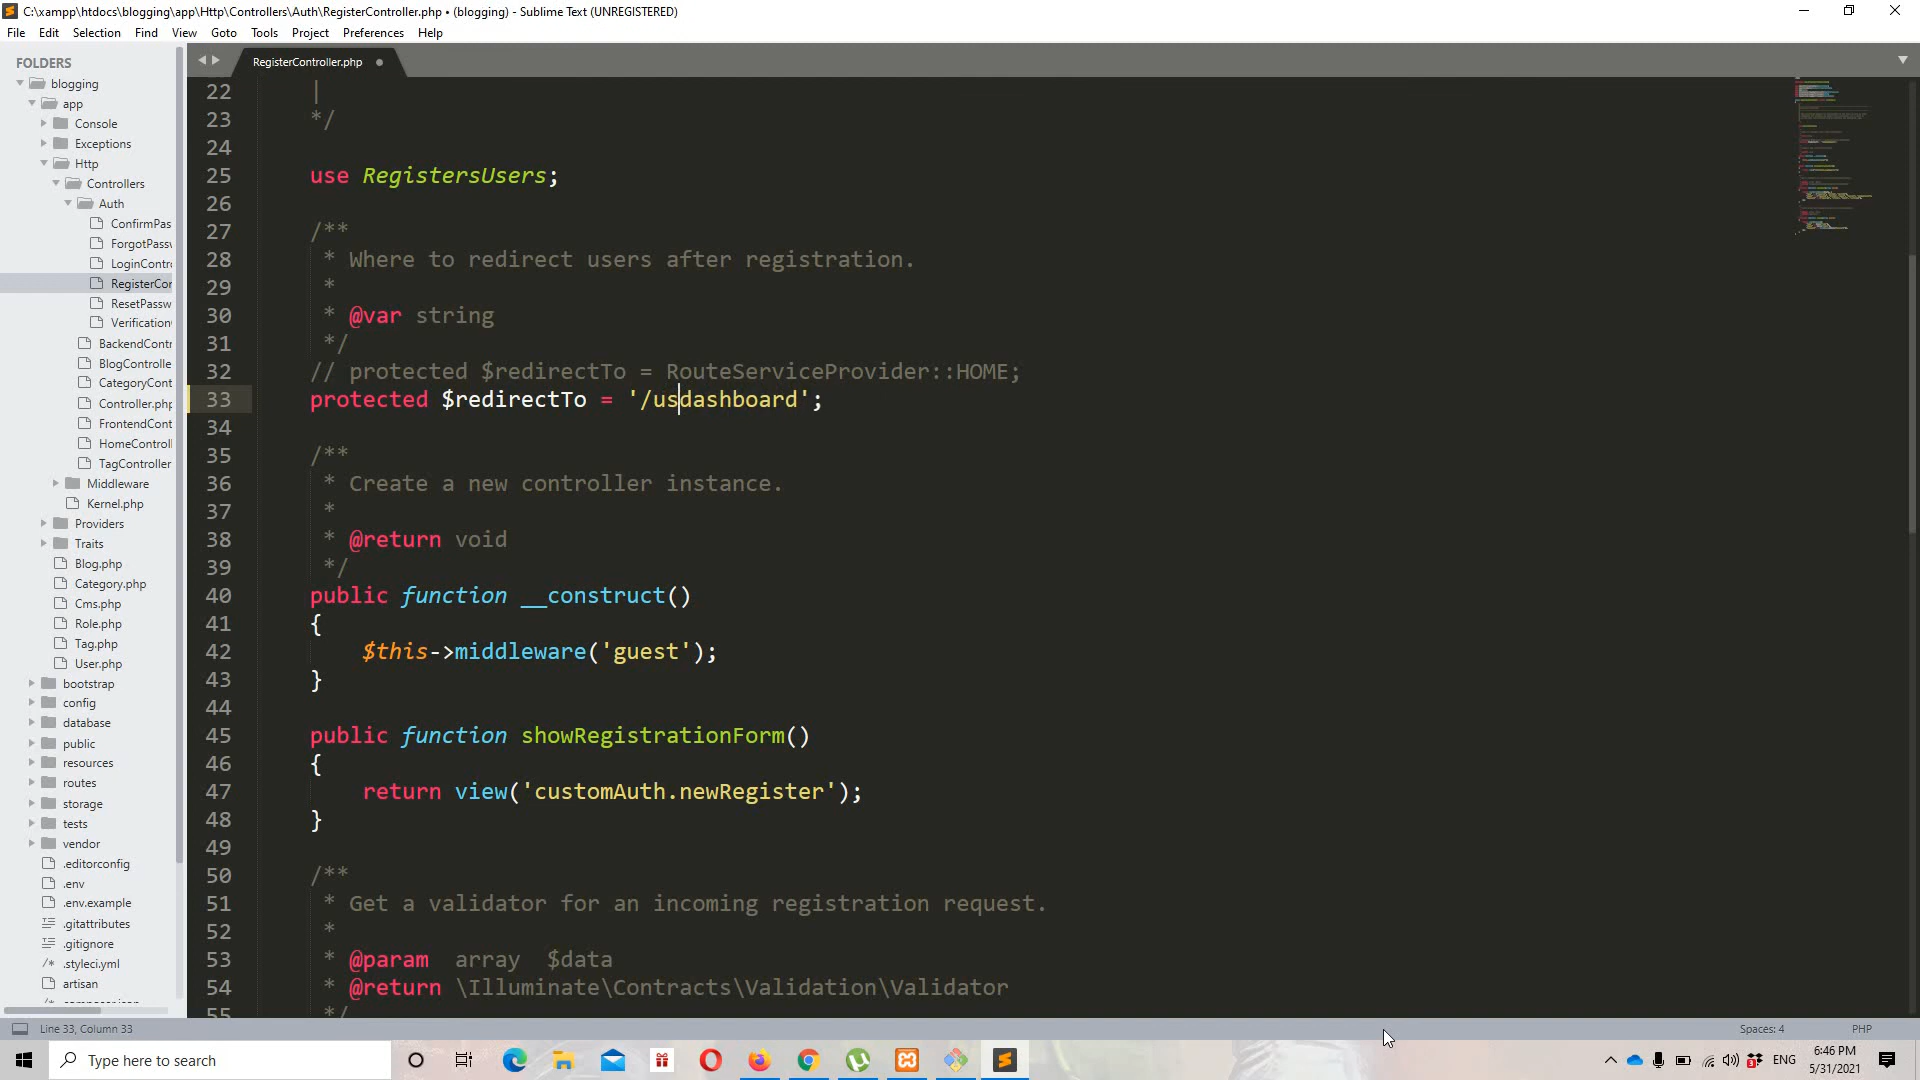 C:\xampp\htdocs\blogging\app\Http\Controllers\Auth\RegisterController.php • (blogging) - Sublime Text (UNREGISTERED)
File Edit Selection Find View Goto Tools Project Preferences Help
FOLDERS
blogging
app
Console
Exceptions
Http
Controllers
Auth
ConfirmPas
ForgotPassw
LoginContro
RegisterCor
ResetPassw
Verification
BackendContr
BlogControlle
CategoryCont
Controller.php
FrontendCont
HomeControl
TagController
Middleware
Kernel.php
Providers
Traits
Blog.php
Category.php
Cms.php
Role.php
Tag.php
User.php
bootstrap
config
database
public
resources
routes
storage
tests
vendor
.editorconfig
.env
.env.example
.gitattributes
.gitignore
.styleci.yml
artisan
RegisterController.php
22 |
23 */
24
25 use RegistersUsers;
26
27 /**
28 * Where to redirect users after registration.
29 *
30 * @var string
31 */
32 // protected $redirectTo = RouteServiceProvider::HOME;
33 protected $redirectTo = '/usdashboard';
34
35 /**
36 * Create a new controller instance.
37 *
38 * @return void
39 */
40 public function __construct()
41 {
42 $this->middleware('guest');
43 }
44
45 public function showRegistrationForm()
46 {
47 return view('customAuth.newRegister');
48 }
49
50 /**
51 * Get a validator for an incoming registration request.
52 *
53 * @param array $data
54 * @return \Illuminate\Contracts\Validation\Validator
55 */
Line 33, Column 33
Spaces: 4 PHP
Type here to search
ENG
6:46 PM
5/31/2021